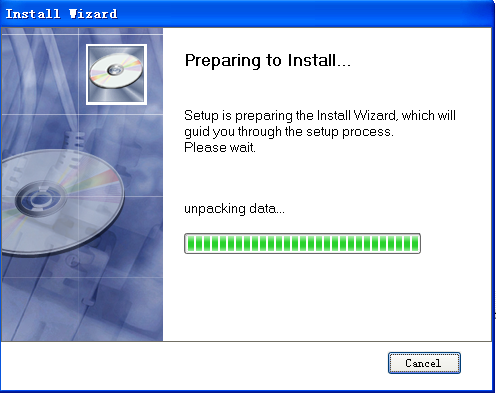 Install Wizard
Preparing to Install...
Setup is preparing the Install Wizard, which will
guid you through the setup process.
Please wait.
unpacking data...
Cancel